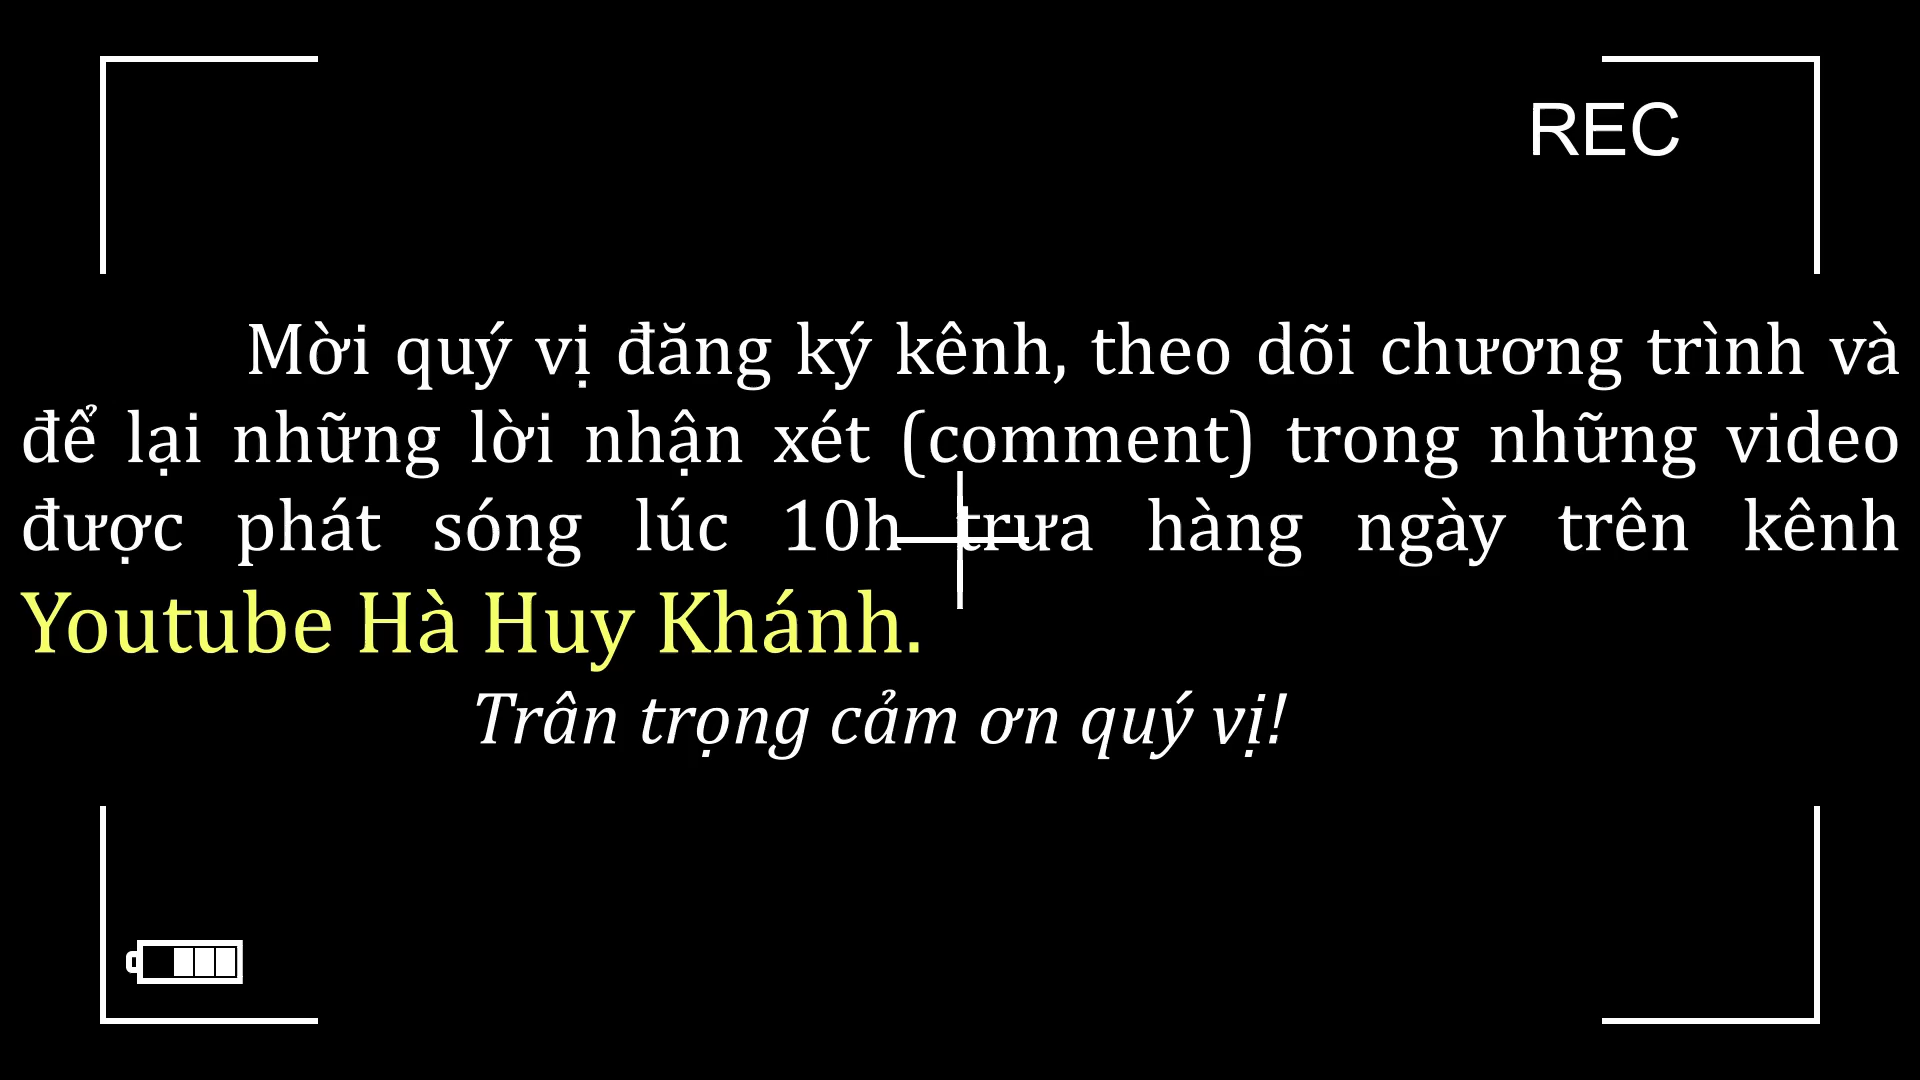 REC
Mời quý vị đăng ký kênh, theo dõi chương trình và
để lại những lời nhận xét (comment) trong những video
được phát sóng lúc 10h trưa hàng ngày trên kênh
Youtube Hà Huy Khánh.
Trân trọng cảm ơn quý vị!